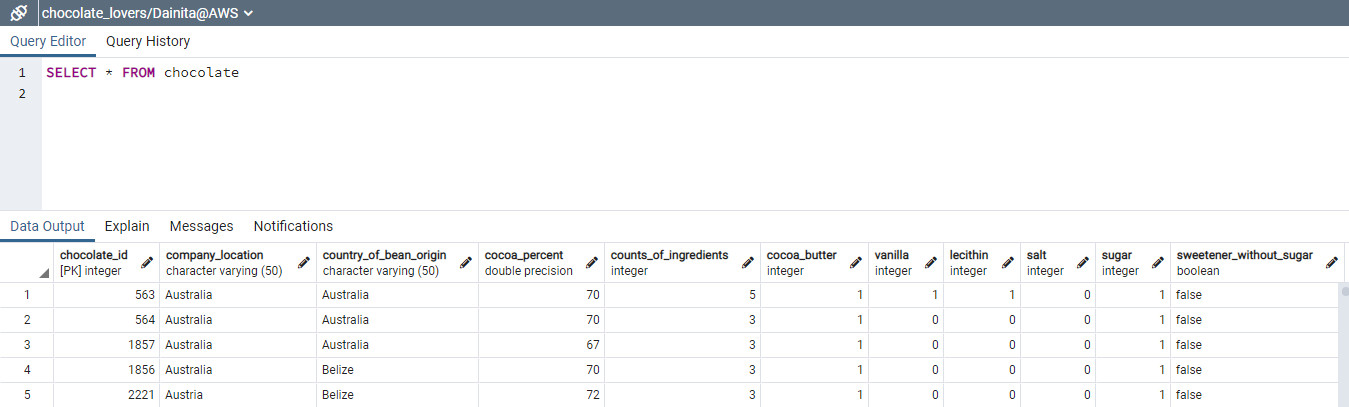 chocolate_lovers/Dainita@AWS
Query Editor Query History
1 SELECT * FROM chocolate
2
Data Output Explain Messages Notifications
chocolate_id company_location country_of_bean_origin cocoa_percent counts_of_ingredients cocoa_butter vanilla lecithin salt sugar sweetener_without_sugar
[PK] integer character varying (50) character varying (50) double precision integer integer integer integer integer integer boolean
1 563 Australia Australia 70 5 1 1 1 0 1 false
2 564 Australia Australia 70 3 1 0 0 0 1 false
3 1857 Australia Australia 67 3 1 0 0 0 1 false
4 1856 Australia Belize 70 3 1 0 0 0 1 false
5 2221 Austria Belize 72 3 1 0 0 0 1 false